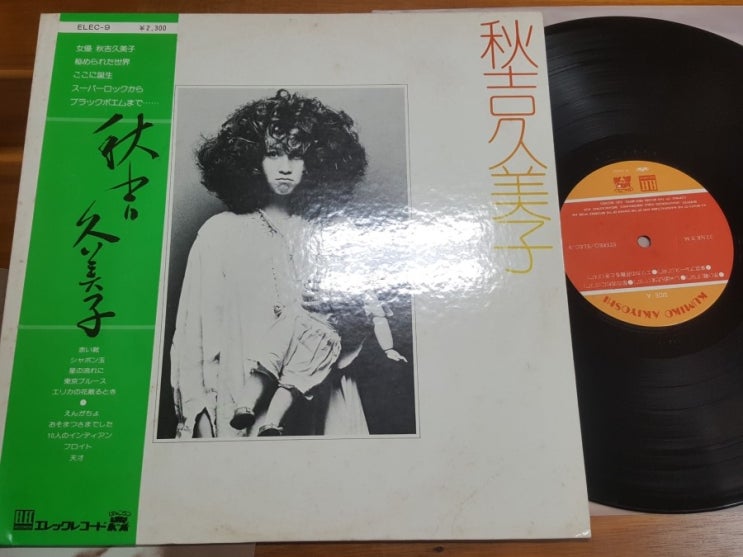 ELEC-9 ¥2,300
女優 秋吉久美子
秘められた世界
ここに誕生
スーパーロックから
ブラックポエムまで……
秋吉久美子
赤い靴
シャボン玉
星の流れに
東京ブルース
エリカの花散るとき
えんがちょ
おそまつさまでした
10人のインディアン
フロイト
天才
エレックレコード
秋吉久美子
KUMIKO AKIYOSHI
SIDE A
STEREO/ELEC-9